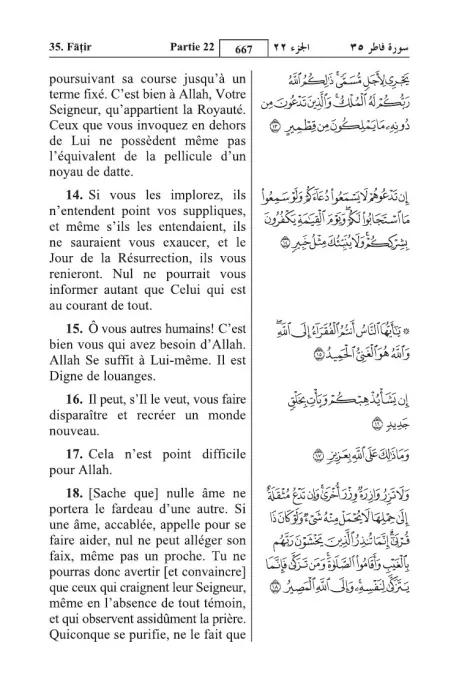 35. Fāṭir Partie 22 667 الجزء ٢٢ سورة فاطر ٣٥
poursuivant sa course jusqu’à un
terme fixé. C’est bien à Allah, Votre
Seigneur, qu’appartient la Royauté.
Ceux que vous invoquez en dehors
de Lui ne possèdent même pas
l’équivalent de la pellicule d’un
noyau de datte.
14. Si vous les implorez, ils
n’entendent point vos suppliques,
et même s’ils les entendaient, ils
ne sauraient vous exaucer, et le
Jour de la Résurrection, ils vous
renieront. Nul ne pourrait vous
informer autant que Celui qui est
au courant de tout.
15. Ô vous autres humains! C’est
bien vous qui avez besoin d’Allah.
Allah Se suffit à Lui-même. Il est
Digne de louanges.
16. Il peut, s’Il le veut, vous faire
disparaître et recréer un monde
nouveau.
17. Cela n’est point difficile
pour Allah.
18. [Sache que] nulle âme ne
portera le fardeau d’une autre. Si
une âme, accablée, appelle pour se
faire aider, nul ne peut alléger son
faix, même pas un proche. Tu ne
pourras donc avertir [et convaincre]
que ceux qui craignent leur Seigneur,
même en l’absence de tout témoin,
et qui observent assidûment la prière.
Quiconque se purifie, ne le fait que
يَجْرِى لِأَجَلٍ مُّسَمًّى ۚ ذَٰلِكُمُ ٱللَّهُ
رَبُّكُمْ لَهُ ٱلْمُلْكُ ۚ وَٱلَّذِينَ تَدْعُونَ مِن
دُونِهِۦ مَا يَمْلِكُونَ مِن قِطْمِيرٍ ١٣
إِن تَدْعُوهُمْ لَا يَسْمَعُوا۟ دُعَآءَكُمْ وَلَوْ سَمِعُوا۟
مَا ٱسْتَجَابُوا۟ لَكُمْ ۖ وَيَوْمَ ٱلْقِيَٰمَةِ يَكْفُرُونَ
بِشِرْكِكُمْ ۚ وَلَا يُنَبِّئُكَ مِثْلُ خَبِيرٍ ١٤
۞ يَٰٓأَيُّهَا ٱلنَّاسُ أَنتُمُ ٱلْفُقَرَآءُ إِلَى ٱللَّهِ ۖ
وَٱللَّهُ هُوَ ٱلْغَنِىُّ ٱلْحَمِيدُ ١٥
إِن يَشَأْ يُذْهِبْكُمْ وَيَأْتِ بِخَلْقٍ
جَدِيدٍ ١٦
وَمَا ذَٰلِكَ عَلَى ٱللَّهِ بِعَزِيزٍ ١٧
وَلَا تَزِرُ وَازِرَةٌ وِزْرَ أُخْرَىٰ ۚ وَإِن تَدْعُ مُثْقَلَةٌ
إِلَىٰ حِمْلِهَا لَا يُحْمَلْ مِنْهُ شَىْءٌ وَلَوْ كَانَ ذَا
قُرْبَىٰٓ ۗ إِنَّمَا تُنذِرُ ٱلَّذِينَ يَخْشَوْنَ رَبَّهُم
بِٱلْغَيْبِ وَأَقَامُوا۟ ٱلصَّلَوٰةَ ۚ وَمَن تَزَكَّىٰ فَإِنَّمَا
يَتَزَكَّىٰ لِنَفْسِهِۦ ۚ وَإِلَى ٱللَّهِ ٱلْمَصِيرُ ١٨